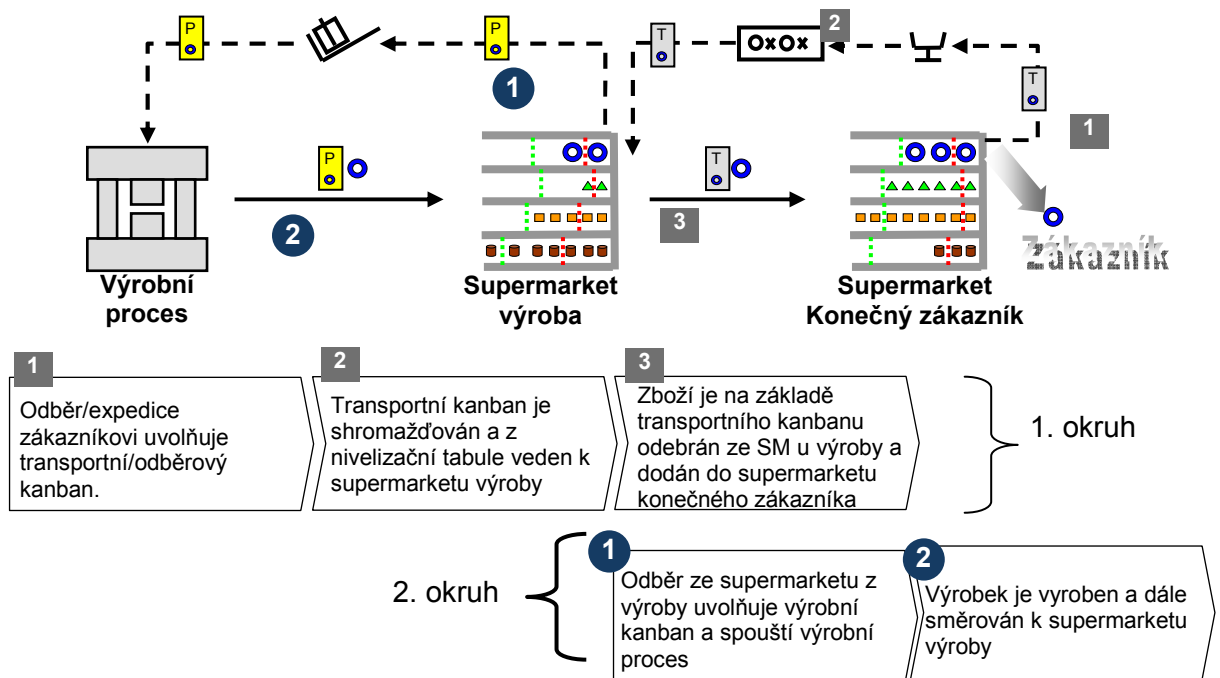 P
P
T
OxOx
2
T
1
1
P
T
2
3
Zákazník
Výrobní
proces
Supermarket
výroba
Supermarket
Konečný zákazník
1
Odběr/expedice
zákazníkovi uvolňuje
transportní/odběrový
kanban.
2
Transportní kanban je
shromažďován a z
nivelizační tabule veden k
supermarketu výroby
3
Zboží je na základě
transportního kanbanu
odebrán ze SM u výroby a
dodán do supermarketu
konečného zákazníka
1. okruh
2. okruh
1
Odběr ze supermarketu z
výroby uvolňuje výrobní
kanban a spouští výrobní
proces
2
Výrobek je vyroben a dále
směrován k supermarketu
výroby